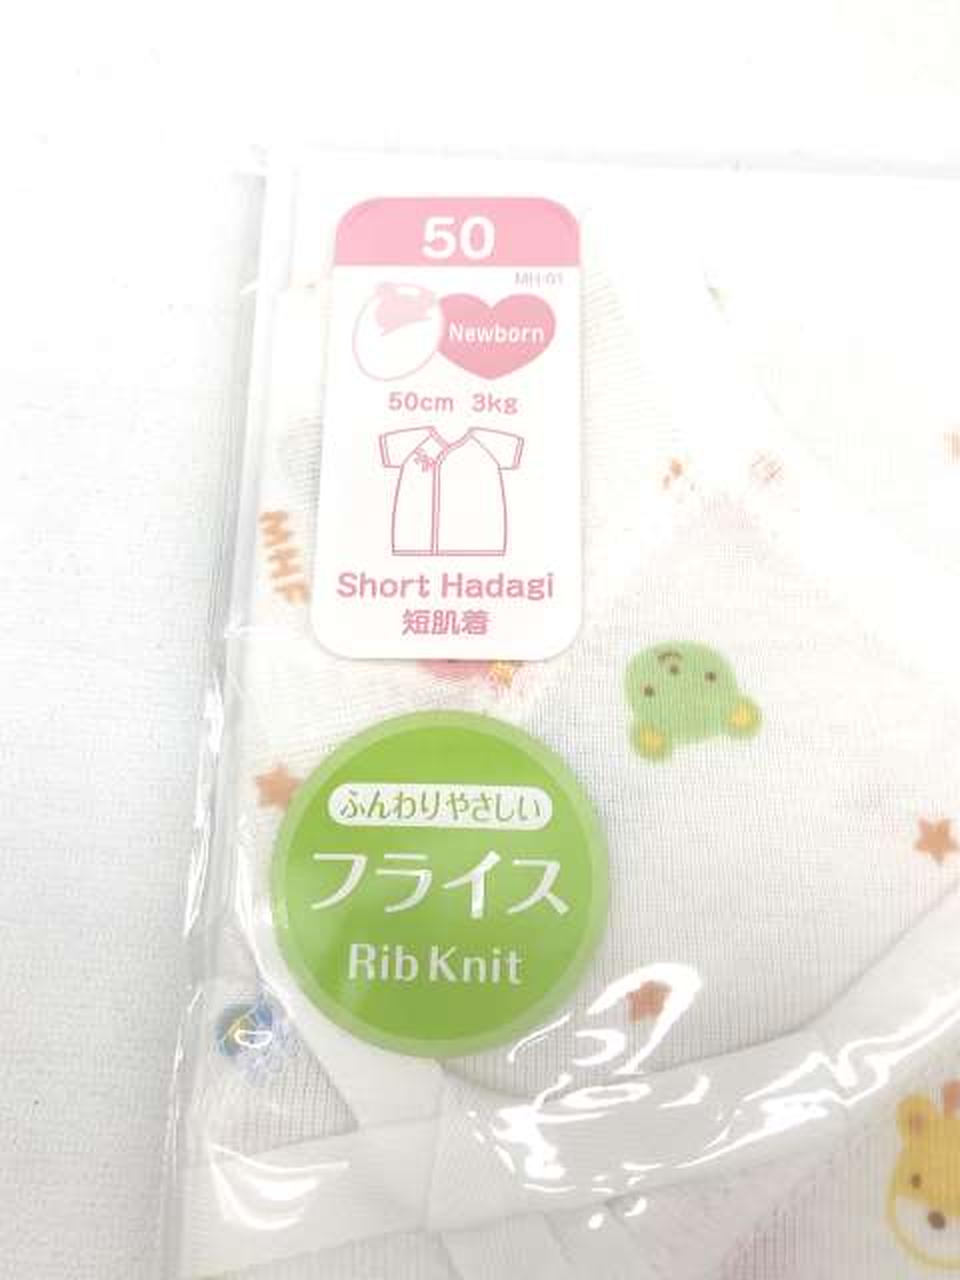 50
MH-01
Newborn
50cm 3kg
Short Hadagi
短肌着
ふんわりやさしい
フライス
Rib Knit